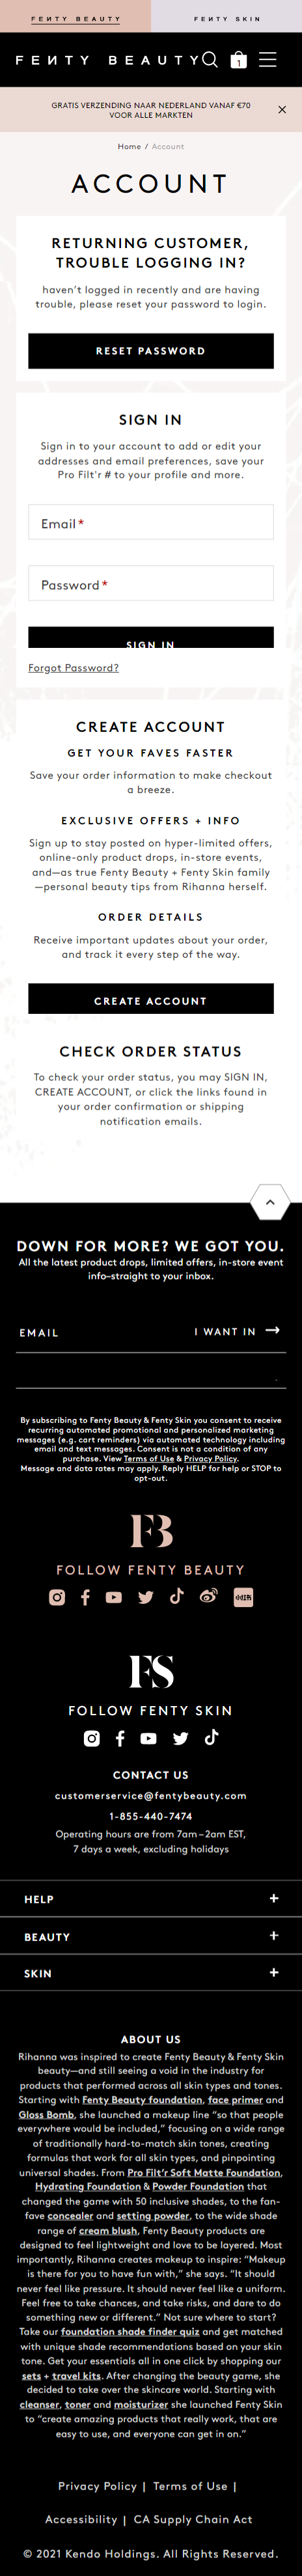 FENTY BEAUTY
FENTY SKIN
FENTY BEAUTY
1
GRATIS VERZENDING NAAR NEDERLAND VANAF €70
VOOR ALLE MARKTEN
Home / Account
ACCOUNT
RETURNING CUSTOMER,
TROUBLE LOGGING IN?
haven't logged in recently and are having
trouble, please reset your password to login.
RESET PASSWORD
SIGN IN
Sign in to your account to add or edit your
addresses and email preferences, save your
Pro Filt'r # to your profile and more.
Email*
Password*
SIGN IN
Forgot Password?
CREATE ACCOUNT
GET YOUR FAVES FASTER
Save your order information to make checkout
a breeze.
EXCLUSIVE OFFERS + INFO
Sign up to stay posted on hyper-limited offers,
online-only product drops, in-store events,
and—as true Fenty Beauty + Fenty Skin family
—personal beauty tips from Rihanna herself.
ORDER DETAILS
Receive important updates about your order,
and track it every step of the way.
CREATE ACCOUNT
CHECK ORDER STATUS
To check your order status, you may SIGN IN,
CREATE ACCOUNT, or click the links found in
your order confirmation or shipping
notification emails.
DOWN FOR MORE? WE GOT YOU.
All the latest product drops, limited offers, in-store event
info–straight to your inbox.
EMAIL
I WANT IN
By subscribing to Fenty Beauty & Fenty Skin you consent to receive
recurring automated promotional and personalized marketing
messages (e.g. cart reminders) via automated technology including
email and text messages. Consent is not a condition of any
purchase. View Terms of Use & Privacy Policy.
Message and data rates may apply. Reply HELP for help or STOP to
opt-out.
FB
FOLLOW FENTY BEAUTY
FS
FOLLOW FENTY SKIN
CONTACT US
customerservice@fentybeauty.com
1-855-440-7474
Operating hours are from 7am–2am EST,
7 days a week, excluding holidays
HELP +
BEAUTY +
SKIN +
ABOUT US
Rihanna was inspired to create Fenty Beauty & Fenty Skin
beauty—and still seeing a void in the industry for
products that performed across all skin types and tones.
Starting with Fenty Beauty foundation, face primer and
Gloss Bomb, she launched a makeup line "so that people
everywhere would be included," focusing on a wide range
of traditionally hard-to-match skin tones, creating
formulas that work for all skin types, and pinpointing
universal shades. From Pro Filt'r Soft Matte Foundation,
Hydrating Foundation & Powder Foundation that
changed the game with 50 inclusive shades, to the fan-
fave concealer and setting powder, to the wide shade
range of cream blush, Fenty Beauty products are
designed to feel lightweight and love to be layered. Most
importantly, Rihanna creates makeup to inspire: "Makeup
is there for you to have fun with," she says. "It should
never feel like pressure. It should never feel like a uniform.
Feel free to take chances, and take risks, and dare to do
something new or different." Not sure where to start?
Take our foundation shade finder quiz and get matched
with unique shade recommendations based on your skin
tone. Get your essentials all in one click by shopping our
sets + travel kits. After changing the beauty game, she
decided to take over the skincare world. Starting with
cleanser, toner and moisturizer she launched Fenty Skin
to "create amazing products that really work, that are
easy to use, and everyone can get in on."
Privacy Policy | Terms of Use |
Accessibility | CA Supply Chain Act
© 2021 Kendo Holdings. All Rights Reserved.